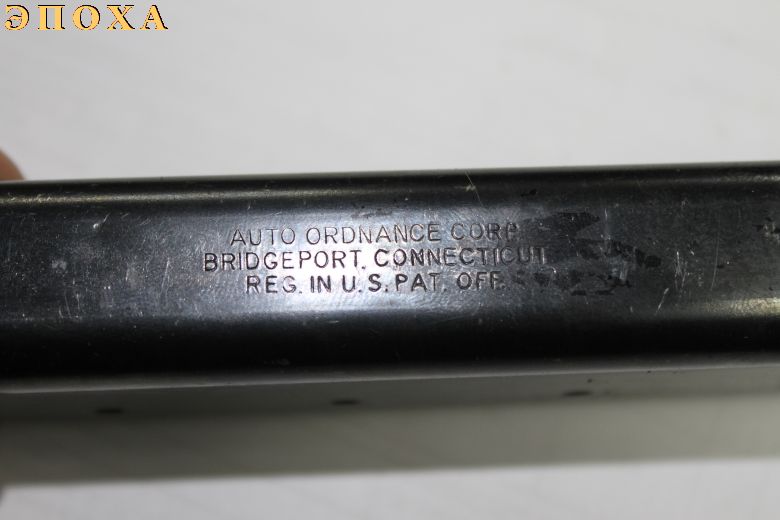 ЭПОХА
AUTO ORDNANCE CORP
BRIDGEPORT, CONNECTICUT
REG. IN U.S. PAT. OFF.